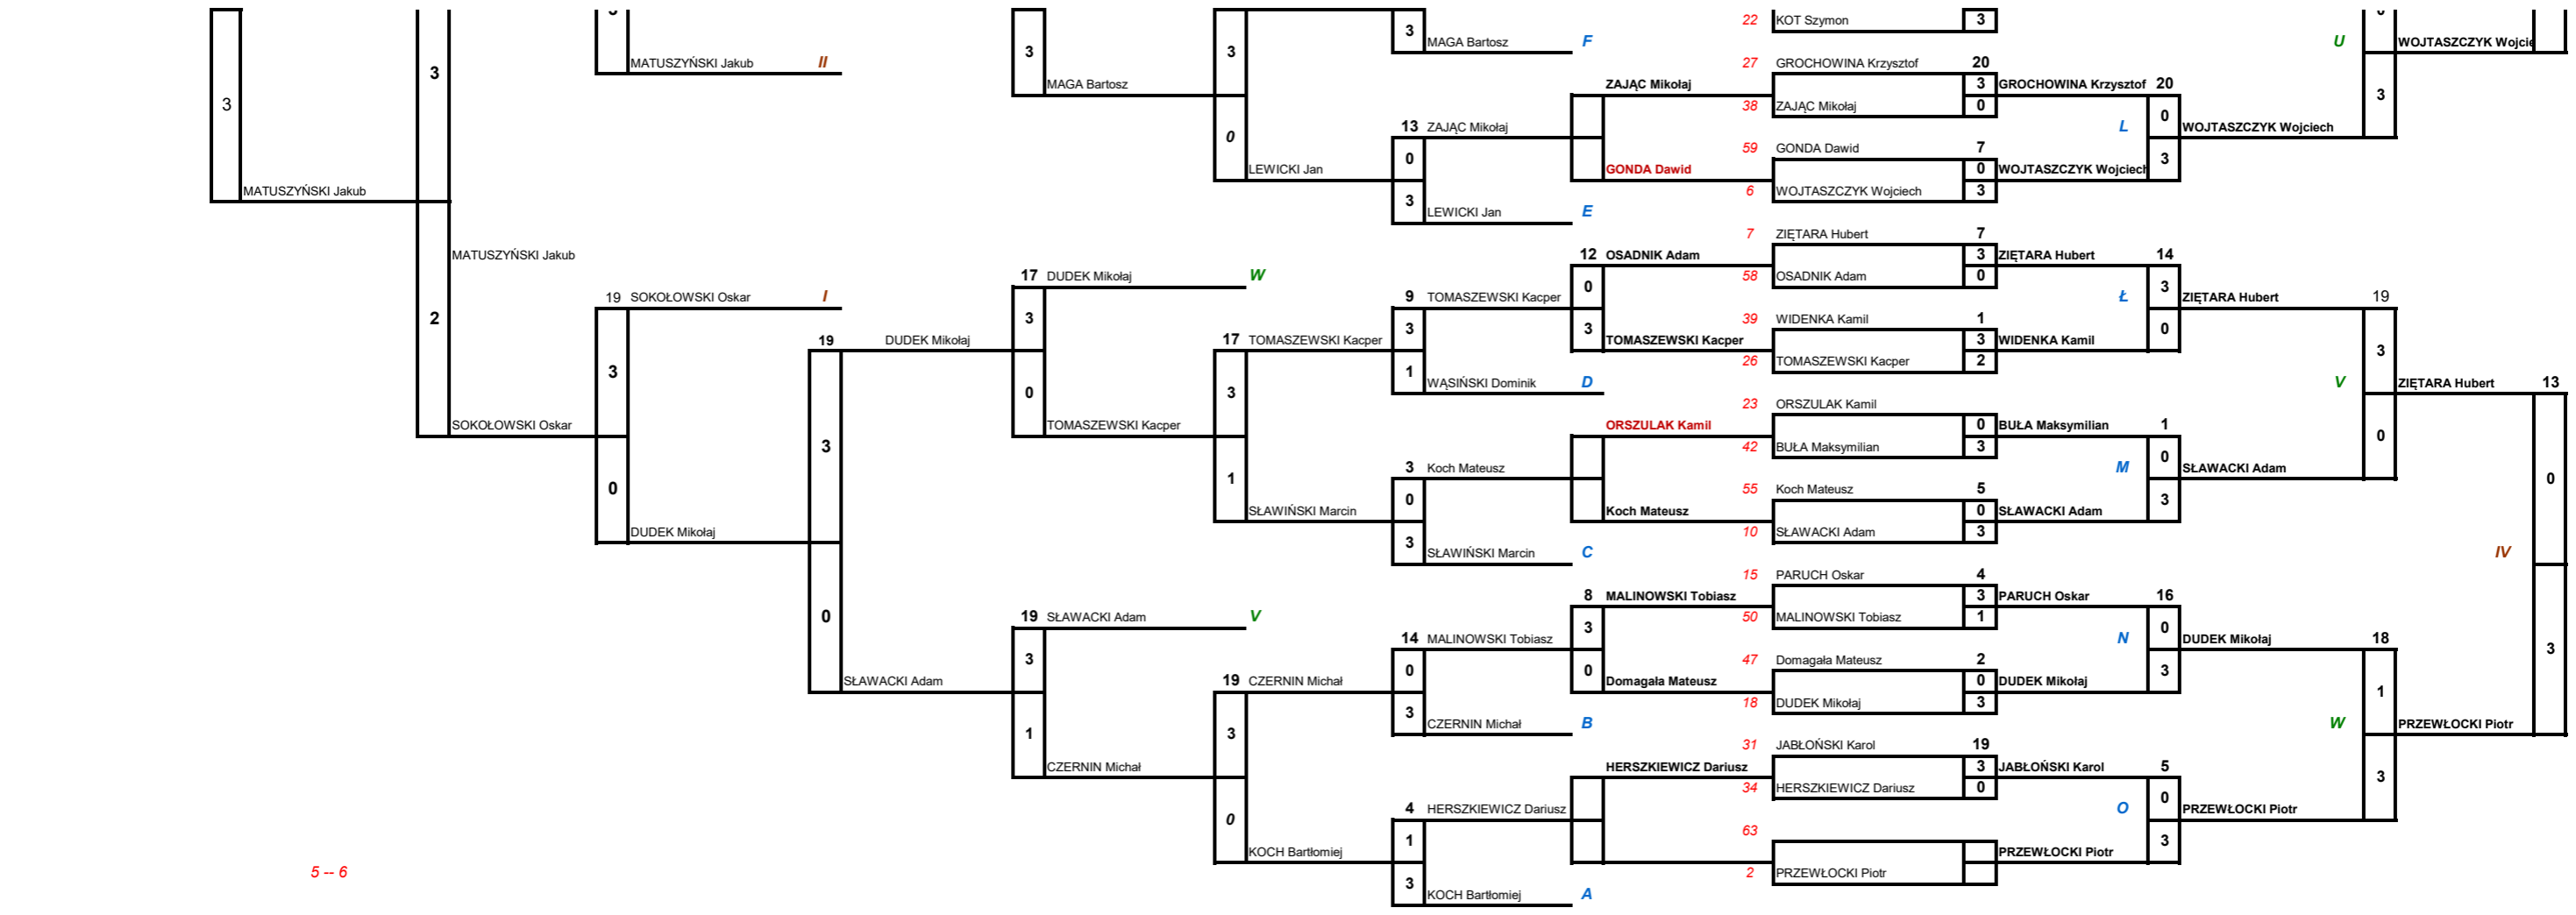 22 KOT Szymon 3
3 MAGA Bartosz F
U WOJTASZCZYK Wojcie
3 3 3
MATUSZYŃSKI Jakub II
27 GROCHOWINA Krzysztof 20
3
MAGA Bartosz ZAJĄC Mikołaj 3 GROCHOWINA Krzysztof 20
3 38 ZAJĄC Mikołaj 0 3
0
13 ZAJĄC Mikołaj L WOJTASZCZYK Wojciech
0
59 GONDA Dawid 7
0 3
LEWICKI Jan GONDA Dawid 0 WOJTASZCZYK Wojciech
MATUSZYŃSKI Jakub 6 WOJTASZCZYK Wojciech 3
3
LEWICKI Jan E
7 ZIĘTARA Hubert 7
MATUSZYŃSKI Jakub 12 OSADNIK Adam 3 ZIĘTARA Hubert 14
17 DUDEK Mikołaj W 58 OSADNIK Adam 0
0 3
19 SOKOŁOWSKI Oskar I 9 TOMASZEWSKI Kacper Ł ZIĘTARA Hubert 19
2 3 39 WIDENKA Kamil 1
3 3 0
19 DUDEK Mikołaj 17 TOMASZEWSKI Kacper TOMASZEWSKI Kacper 3 WIDENKA Kamil
3
26 TOMASZEWSKI Kacper 2
3 1
WĄSIŃSKI Dominik D V ZIĘTARA Hubert 13
0 3
23 ORSZULAK Kamil
SOKOŁOWSKI Oskar TOMASZEWSKI Kacper ORSZULAK Kamil 0 BUŁA Maksymilian 1
0
3 42 BUŁA Maksymilian 3
0
3 Koch Mateusz M SŁAWACKI Adam
1 0
0 55 Koch Mateusz 5
0 3
SŁAWIŃSKI Marcin Koch Mateusz 0 SŁAWACKI Adam
DUDEK Mikołaj 10 SŁAWACKI Adam 3
3
SŁAWIŃSKI Marcin C IV
15 PARUCH Oskar 4
8 MALINOWSKI Tobiasz 3 PARUCH Oskar 16
0 19 SŁAWACKI Adam V 50 MALINOWSKI Tobiasz 1
3 0
14 MALINOWSKI Tobiasz N DUDEK Mikołaj 18
3
3 47 Domagała Mateusz 2
0 0 3
SŁAWACKI Adam 19 CZERNIN Michał Domagała Mateusz 0 DUDEK Mikołaj
1
18 DUDEK Mikołaj 3
3
CZERNIN Michał B W PRZEWŁOCKI Piotr
1 3
31 JABŁOŃSKI Karol 19
CZERNIN Michał HERSZKIEWICZ Dariusz 3 JABŁOŃSKI Karol 5
3
34 HERSZKIEWICZ Dariusz 0
0
4 HERSZKIEWICZ Dariusz O PRZEWŁOCKI Piotr
0
63
1 3
KOCH Bartłomiej PRZEWŁOCKI Piotr
5 -- 6 2 PRZEWŁOCKI Piotr
3
KOCH Bartłomiej A